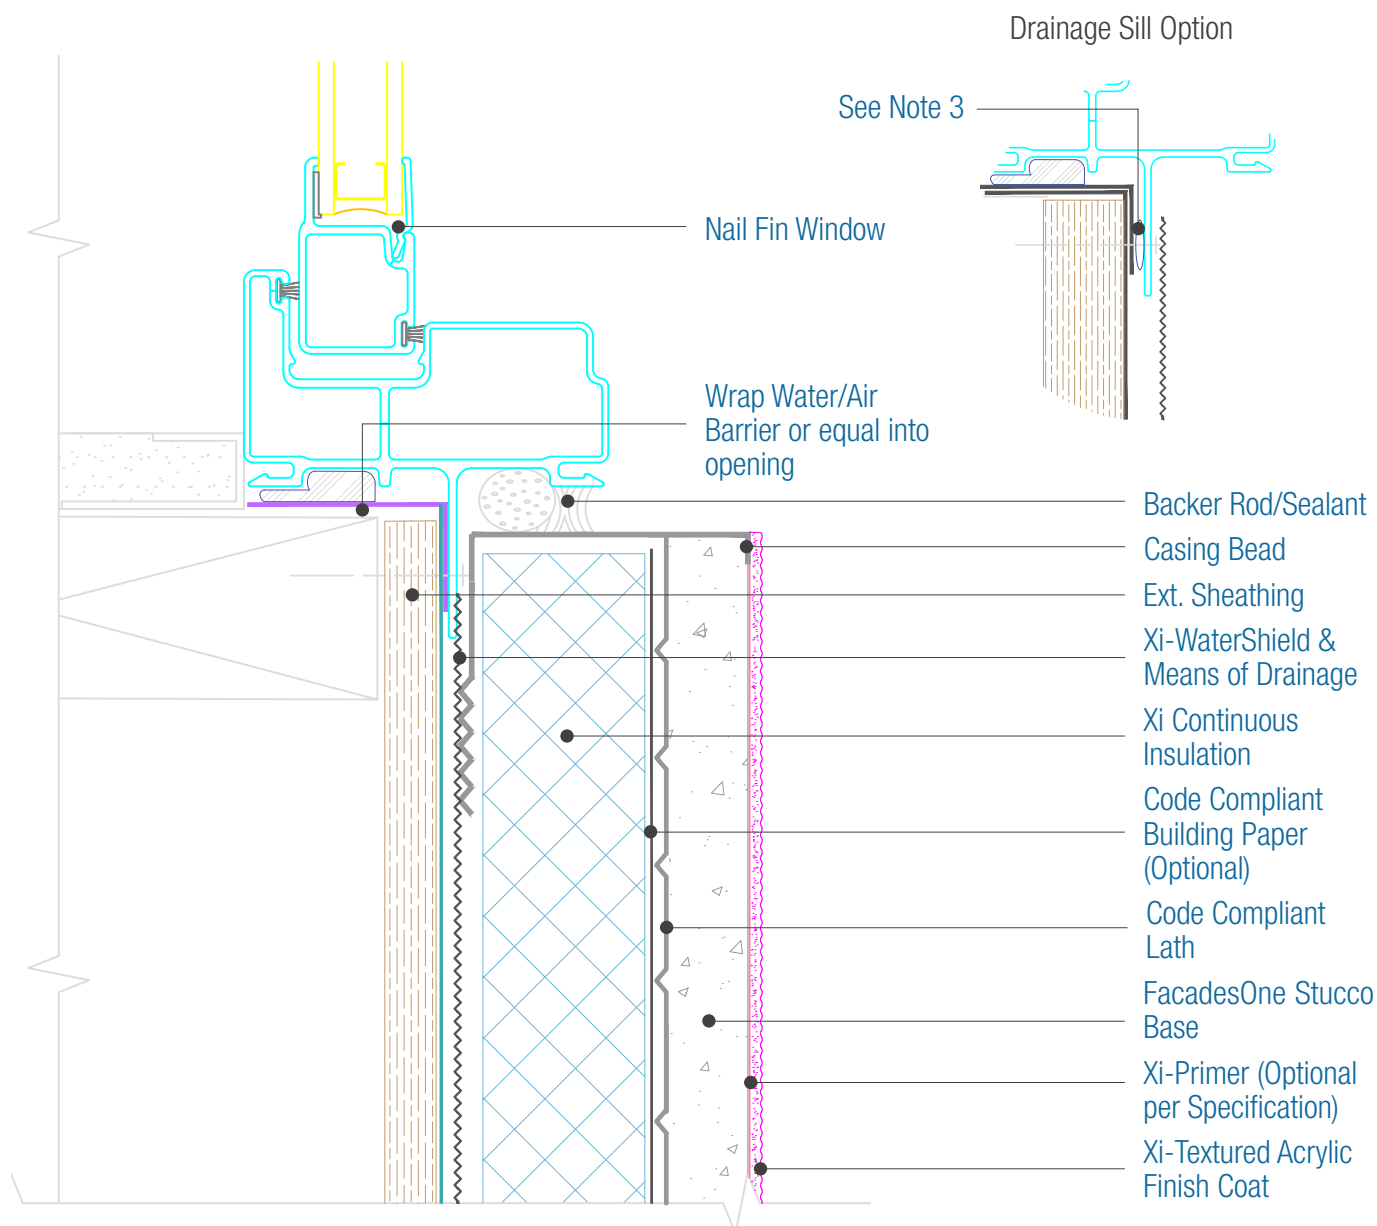 Drainage Sill Option
See Note 3
Nail Fin Window
Wrap Water/Air
Barrier or equal into
opening
Backer Rod/Sealant
Casing Bead
Ext. Sheathing
Xi-WaterShield &
Means of Drainage
Xi Continuous
Insulation
Code Compliant
Building Paper
(Optional)
Code Compliant
Lath
FacadesOne Stucco
Base
Xi-Primer (Optional
per Specification)
Xi-Textured Acrylic
Finish Coat